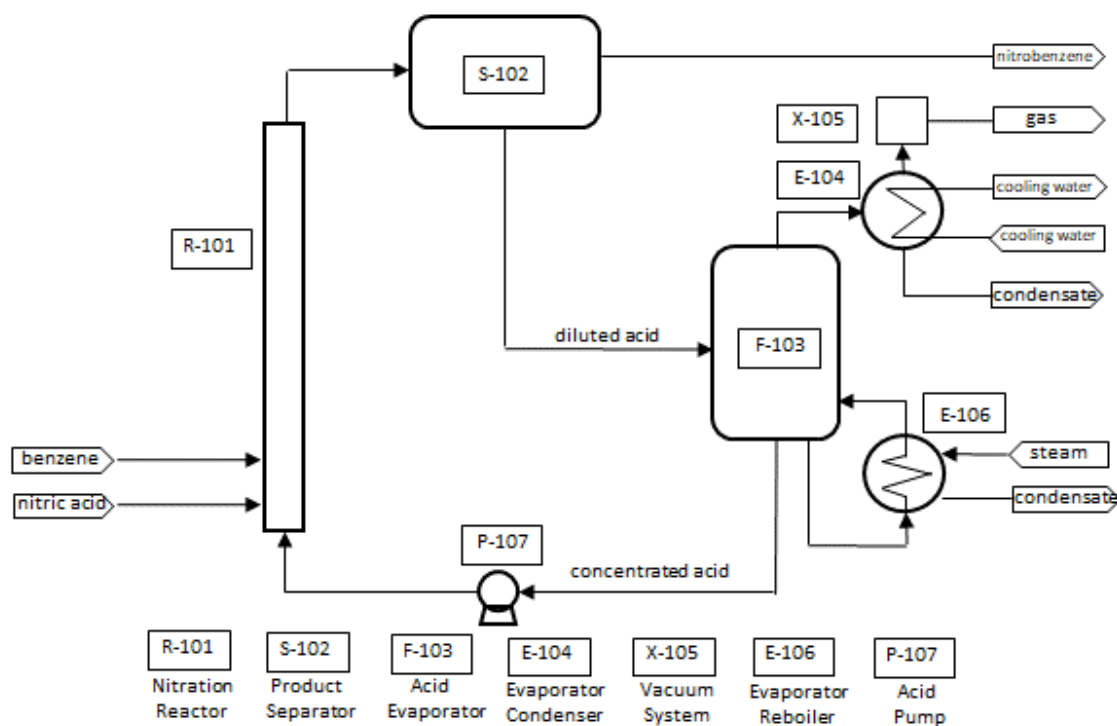 S-102
nitrobenzene
X-105
gas
E-104
cooling water
R-101
cooling water
condensate
diluted acid
F-103
E-106
benzene
steam
nitric acid
condensate
P-107
concentrated acid
R-101 S-102 F-103 E-104 X-105 E-106 P-107
Nitration Product Acid Evaporator Vacuum Evaporator Acid
Reactor Separator Evaporator Condenser System Reboiler Pump